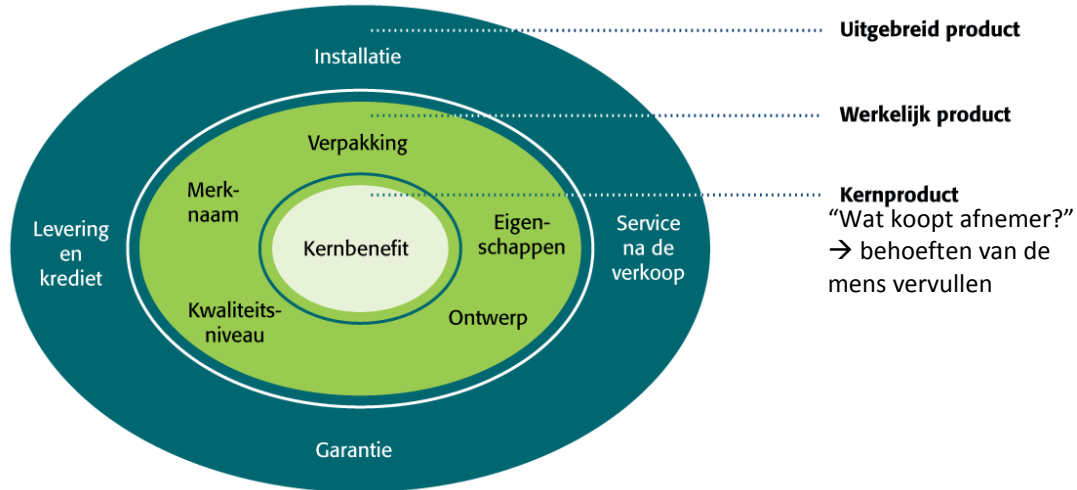 Uitgebreid product
Installatie
Werkelijk product
Verpakking
Merk-
naam
Kernproduct
“Wat koopt afnemer?”
→ behoeften van de
mens vervullen
Levering
en
krediet
Kernbenefit
Eigen-
schappen
Service
na de
verkoop
Kwaliteits-
niveau
Ontwerp
Garantie